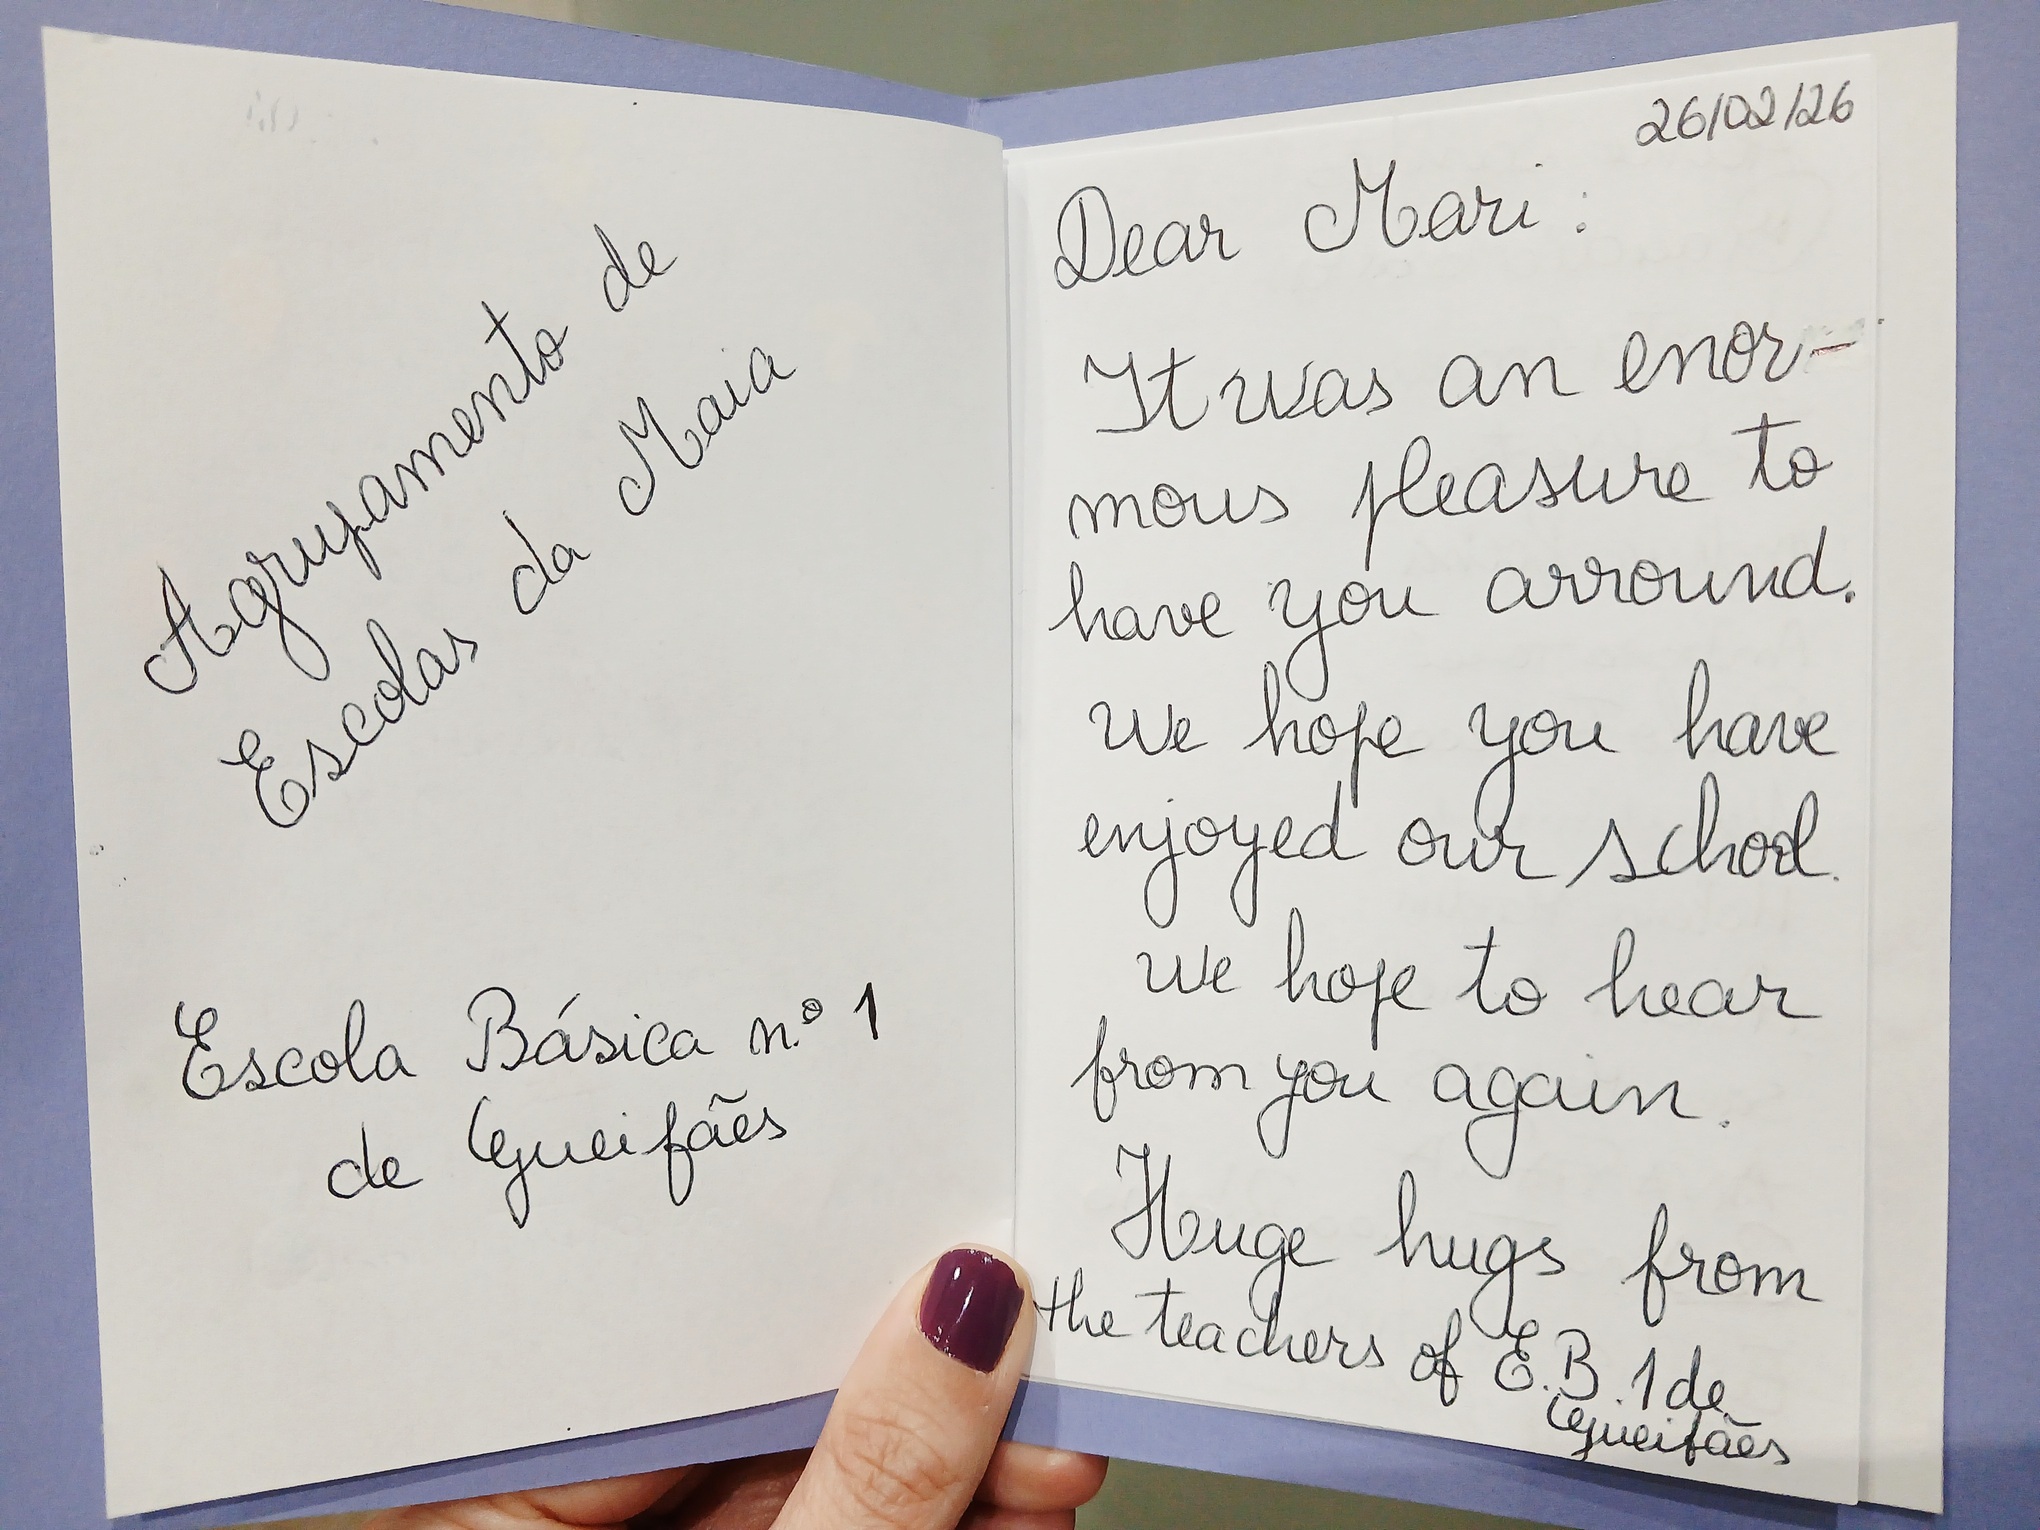 Agrupamento de
Escolas da Maia
Escola Básica n.º 1
de Gueifães
26/02/26
Dear Mari:
It was an enor-
mous pleasure to
have you arround.
We hope you have
enjoyed our school.
We hope to hear
from you again.
Huge hugs from
the teachers of E.B.1 de
Gueifães